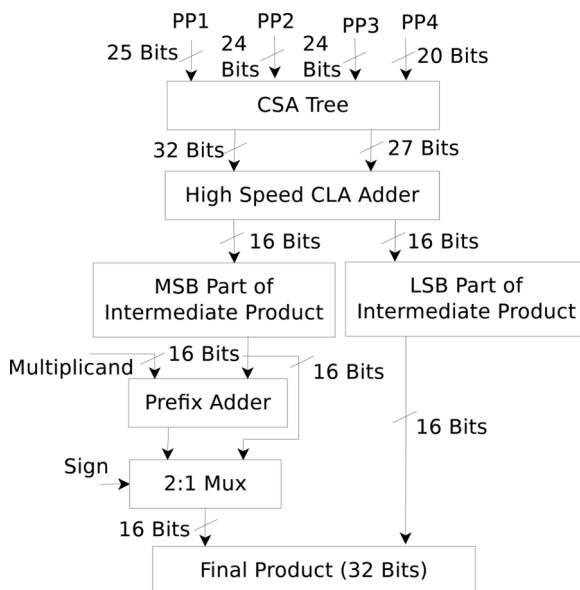 PP1 PP2 PP3 PP4
25 Bits 24 Bits 24 Bits 20 Bits
CSA Tree
32 Bits 27 Bits
High Speed CLA Adder
16 Bits 16 Bits
MSB Part of
Intermediate Product
LSB Part of
Intermediate Product
Multiplicand 16 Bits 16 Bits
Prefix Adder
16 Bits
Sign
2:1 Mux
16 Bits
Final Product (32 Bits)